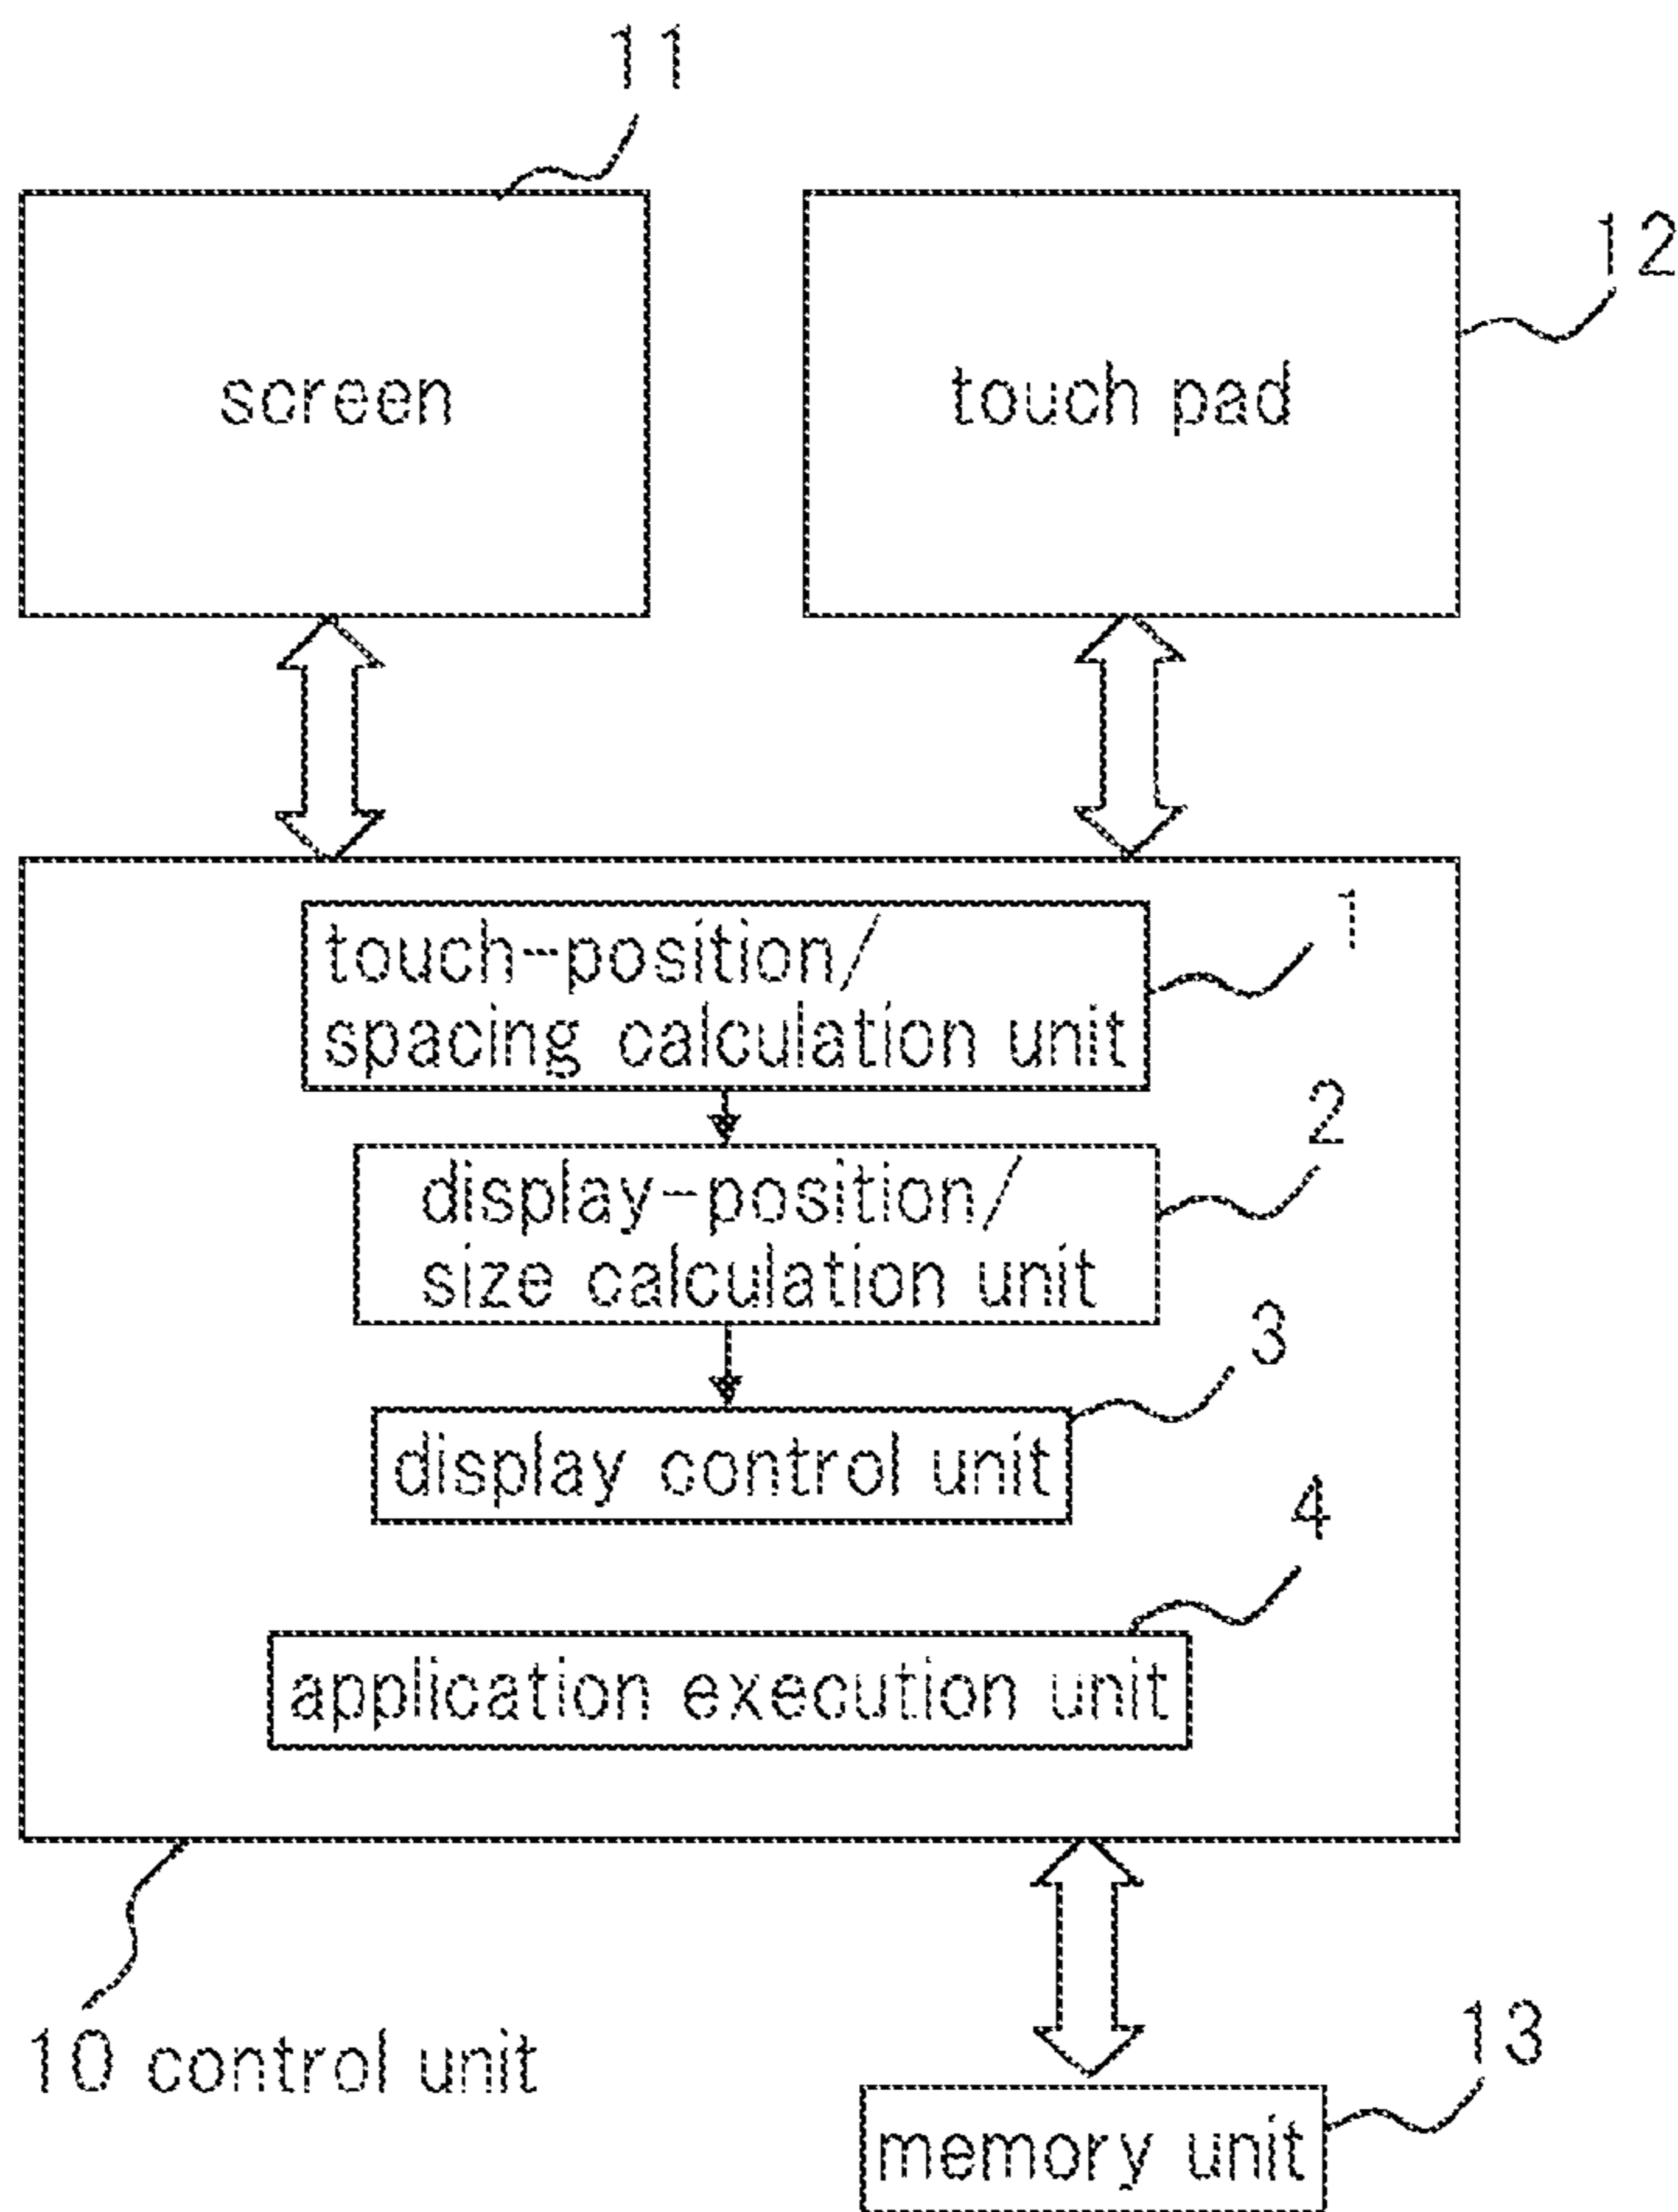 11
12
screen
touch pad
1
touch-position/
spacing calculation unit
2
display-position/
size calculation unit
3
display control unit
4
application execution unit
10 control unit
13
memory unit